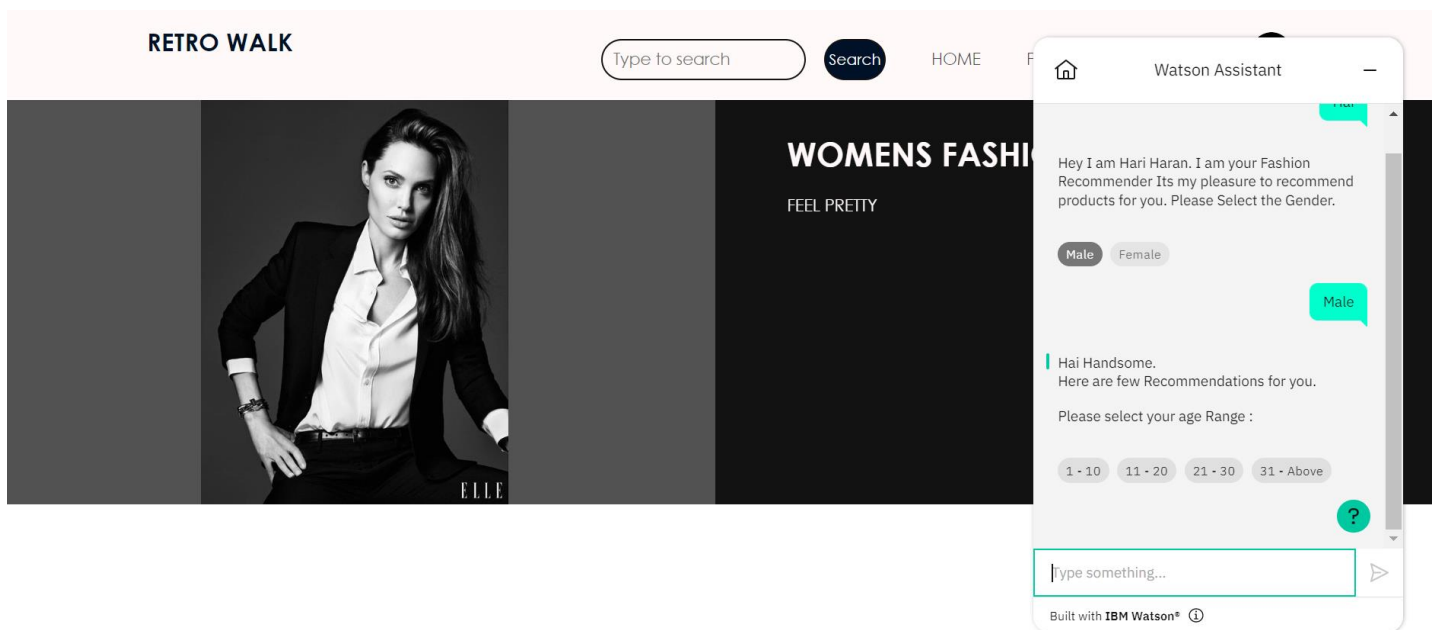 RETRO WALK
Type to search
Search
HOME
WOMENS FASHI
FEEL PRETTY
ELLE
Watson Assistant
Hey I am Hari Haran. I am your Fashion
Recommender Its my pleasure to recommend
products for you. Please Select the Gender.
Male Female
Male
Hai Handsome.
Here are few Recommendations for you.
Please select your age Range :
1 - 10 11 - 20 21 - 30 31 - Above
?
Type something...
Built with IBM Watson®